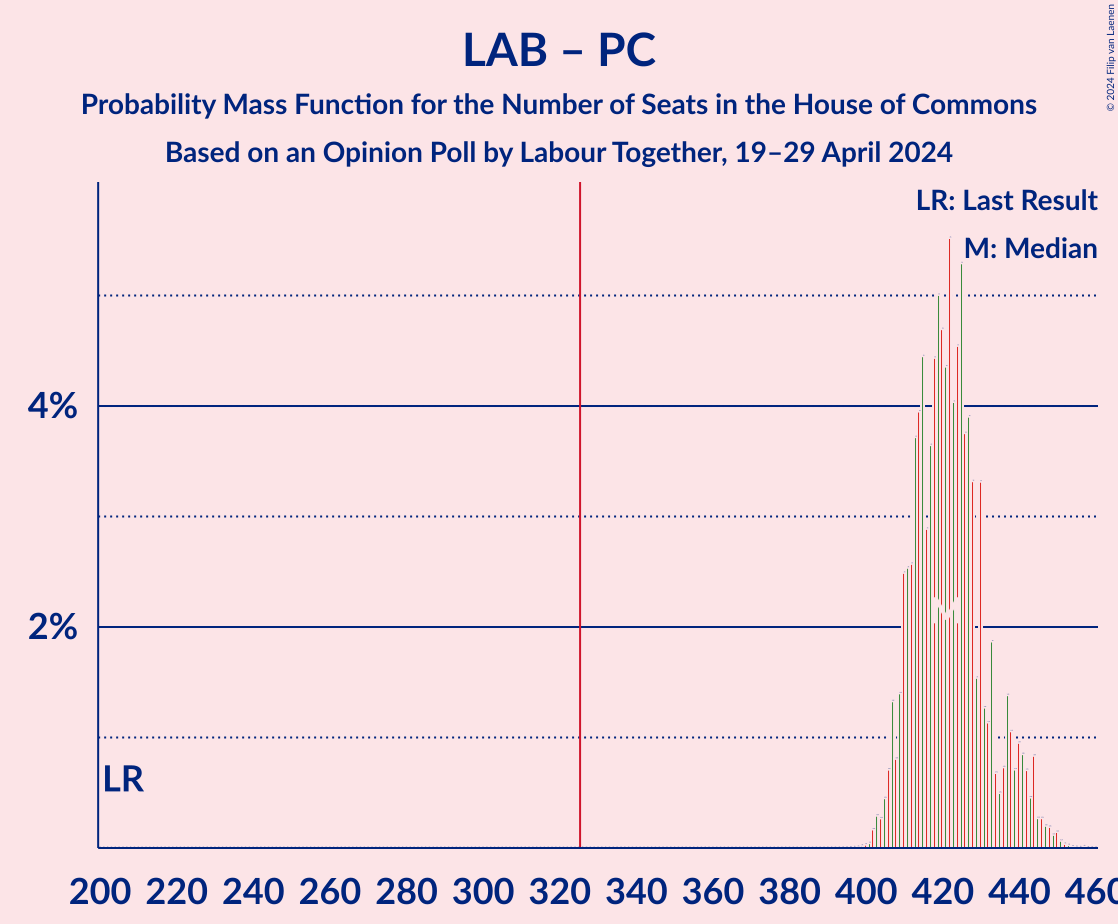 LAB – PC
Probability Mass Function for the Number of Seats in the House of Commons
Based on an Opinion Poll by Labour Together, 19–29 April 2024
© 2024 Filip van Laenen
LR: Last Result
M: Median
4%
2%
LR
200 220 240 260 280 300 320 340 360 380 400 420 440 460